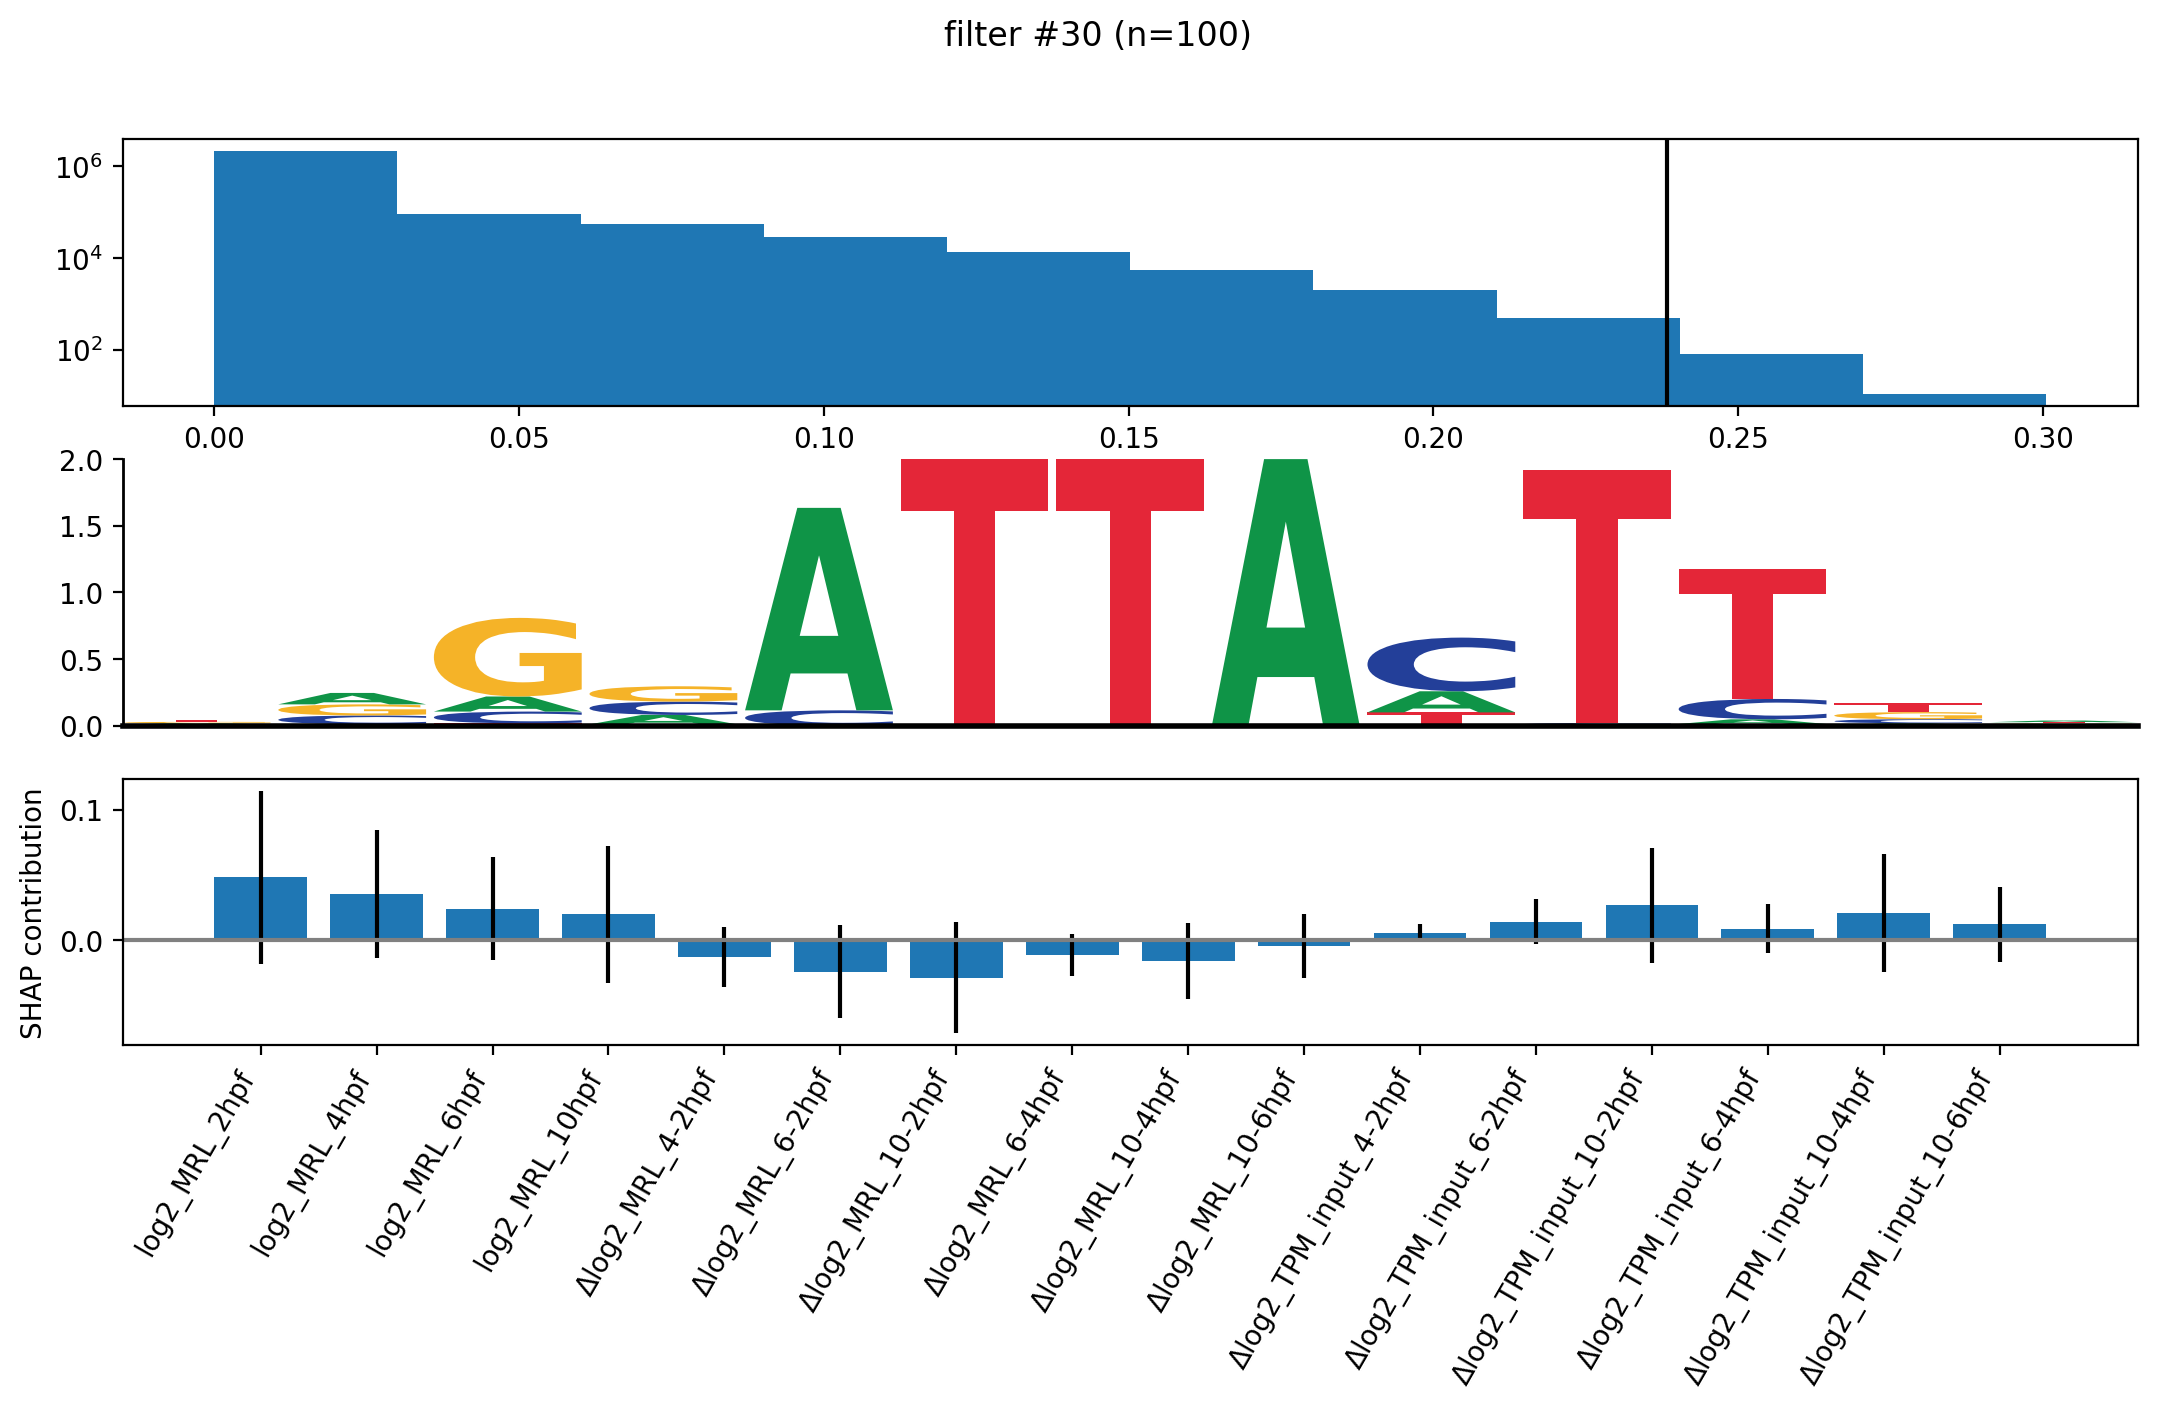 filter #30 (n=100)
10^6
10^4
10^2
0.00 0.05 0.10 0.15 0.20 0.25 0.30
2.0
1.5
1.0
0.5
0.0
G A T T A C T T
SHAP contribution
0.1
0.0
log2_MRL_2hpf
log2_MRL_4hpf
log2_MRL_6hpf
log2_MRL_10hpf
Δlog2_MRL_4-2hpf
Δlog2_MRL_6-2hpf
Δlog2_MRL_10-2hpf
Δlog2_MRL_6-4hpf
Δlog2_MRL_10-4hpf
Δlog2_MRL_10-6hpf
Δlog2_TPM_input_4-2hpf
Δlog2_TPM_input_6-2hpf
Δlog2_TPM_input_10-2hpf
Δlog2_TPM_input_6-4hpf
Δlog2_TPM_input_10-4hpf
Δlog2_TPM_input_10-6hpf